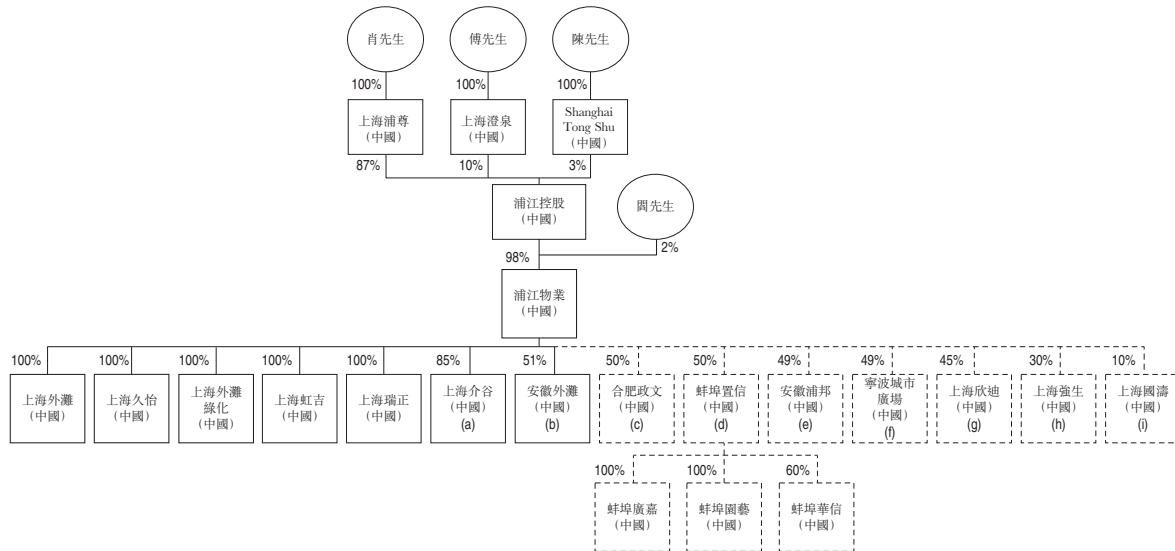 肖先生
傅先生
陳先生
100%
100%
100%
上海浦尊
（中國）
上海澄泉
（中國）
Shanghai
Tong Shu
（中國）
87%
10%
3%
浦江控股
（中國）
閻先生
98%
2%
浦江物業
（中國）
100%
100%
100%
100%
100%
85%
51%
50%
50%
49%
49%
45%
30%
10%
上海外灘
（中國）
上海久怡
（中國）
上海外灘
綠化
（中國）
上海虹吉
（中國）
上海瑞正
（中國）
上海介谷
（中國）
(a)
安徽外灘
（中國）
(b)
合肥政文
（中國）
(c)
蚌埠置信
（中國）
(d)
安徽浦邦
（中國）
(e)
寧波城市
廣場
（中國）
(f)
上海欣迪
（中國）
(g)
上海強生
（中國）
(h)
上海國濤
（中國）
(i)
100%
100%
60%
蚌埠廣嘉
（中國）
蚌埠園藝
（中國）
蚌埠華信
（中國）